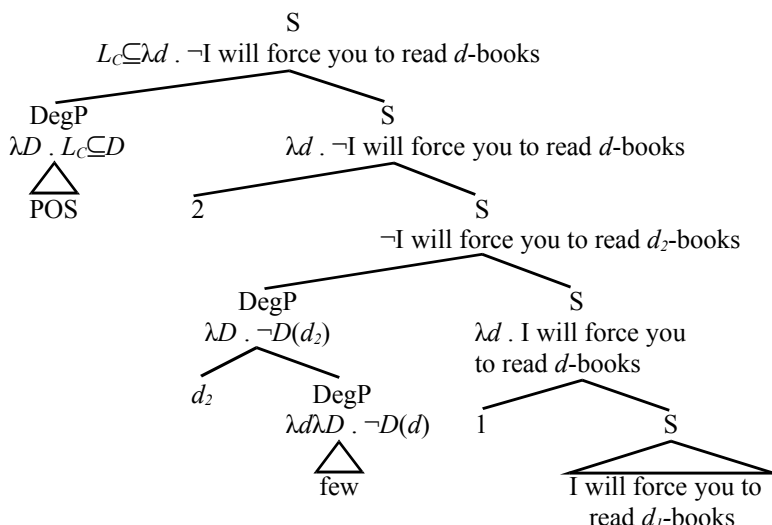 S
L_C⊆λd . ¬I will force you to read d-books
DegP S
λD . L_C⊆D λd . ¬I will force you to read d-books
POS 2 S
¬I will force you to read d₂-books
DegP S
λD . ¬D(d₂) λd . I will force you
to read d-books
d₂ DegP 1 S
λdλD . ¬D(d)
few I will force you to
read d₁-books